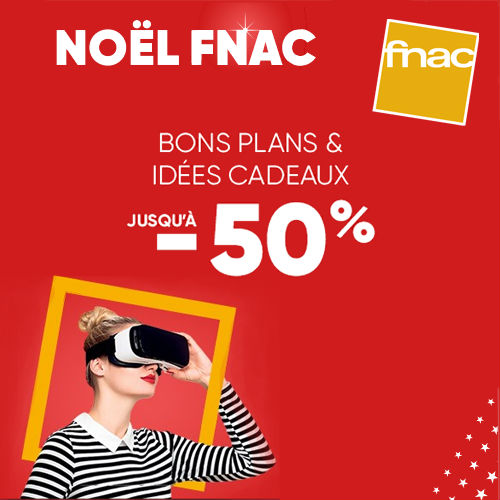 NOËL FNAC
fnac
BONS PLANS &
IDÉES CADEAUX
JUSQU'À
-50%